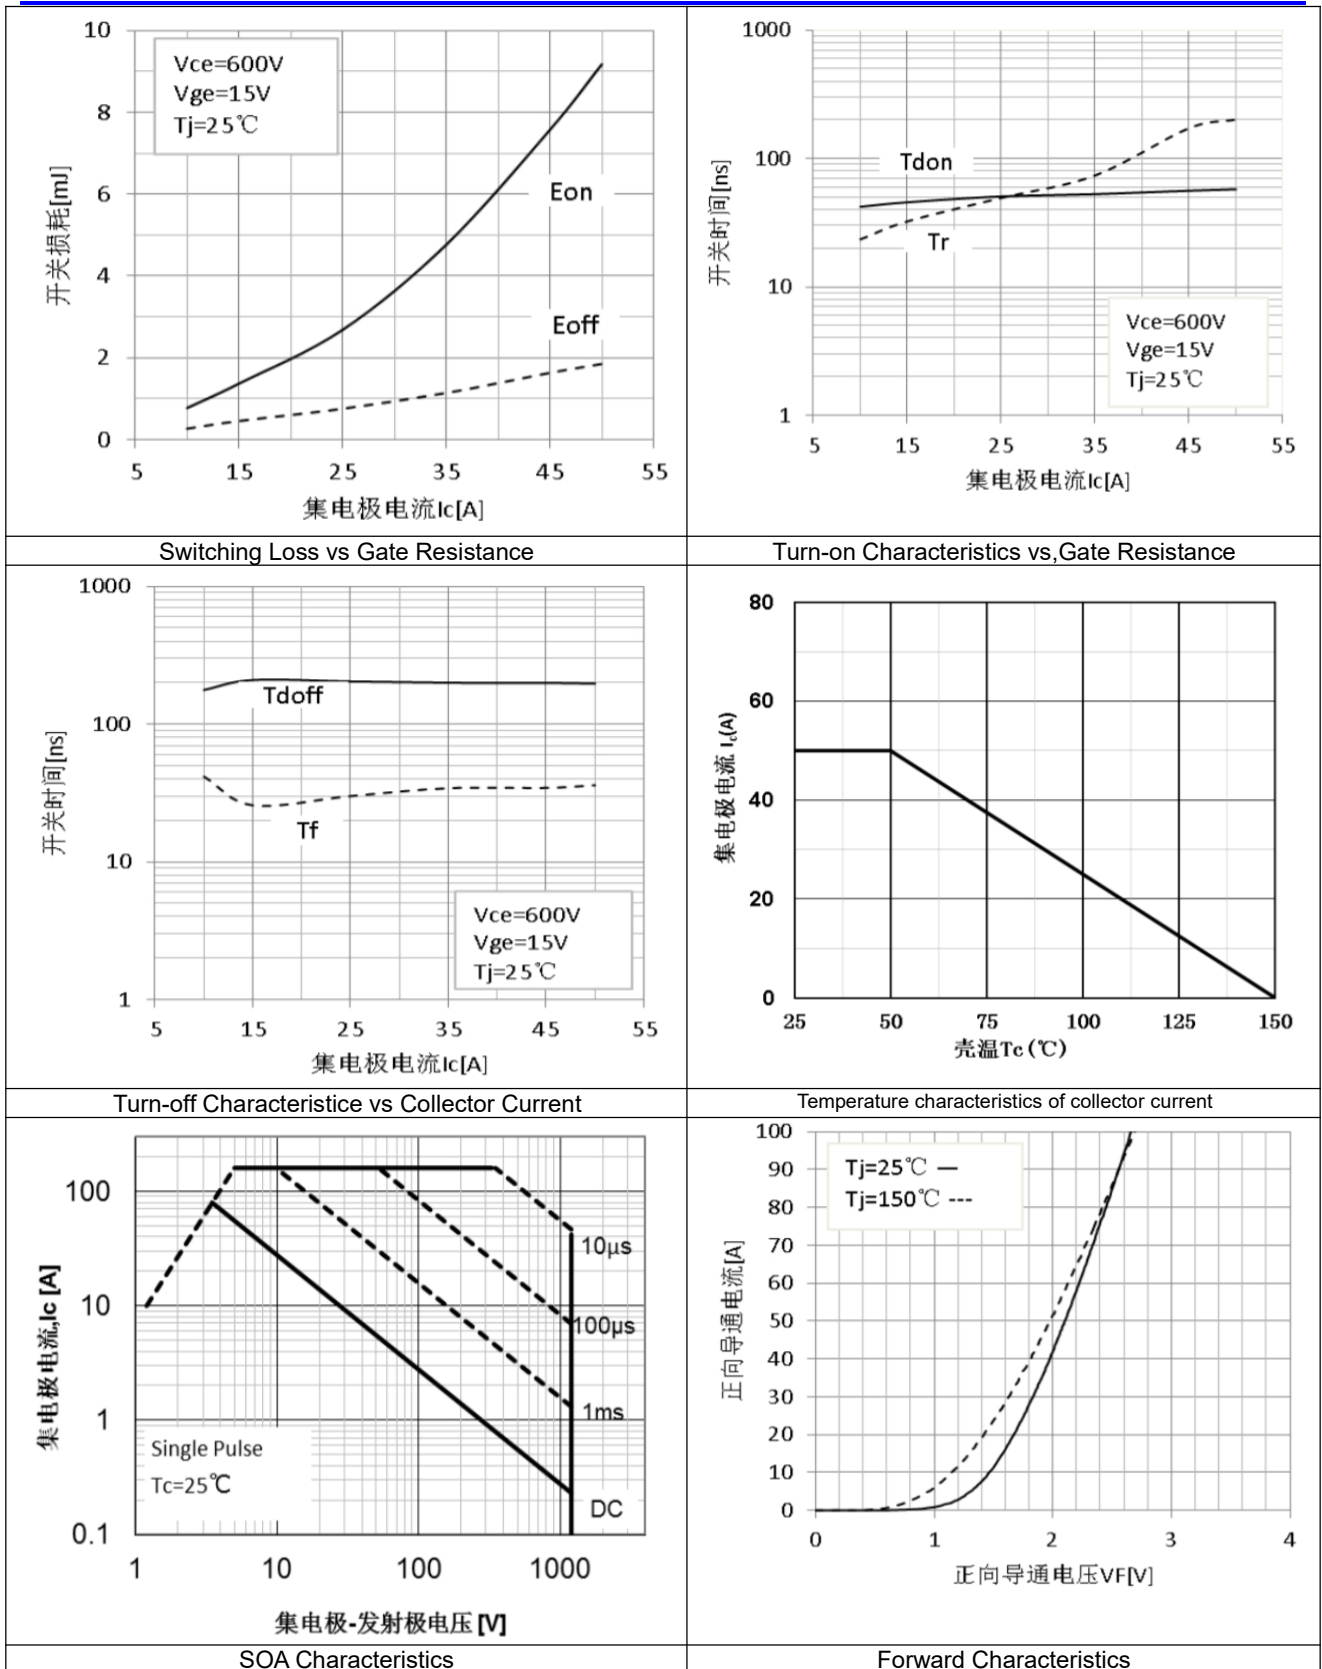 10
8
6
4
2
0
开关损耗[mJ]
Vce=600V
Vge=15V
Tj=25℃
Eon
Eoff
5 15 25 35 45 55
集电极电流Ic[A]
1000
100
10
1
开关时间[ns]
Tdon
Tr
Vce=600V
Vge=15V
Tj=25℃
5 15 25 35 45 55
集电极电流Ic[A]
Switching Loss vs Gate Resistance
Turn-on Characteristics vs,Gate Resistance
1000
100
10
1
开关时间[ns]
Tdoff
Tf
Vce=600V
Vge=15V
Tj=25℃
5 15 25 35 45 55
集电极电流Ic[A]
80
60
40
20
0
集电极电流 Ic(A)
25 50 75 100 125 150
壳温Tc(℃)
Turn-off Characteristice vs Collector Current
Temperature characteristics of collector current
100
10
1
0.1
集电极电流,Ic [A]
10μs
100μs
1ms
DC
Single Pulse
Tc=25℃
1 10 100 1000
集电极-发射极电压 [V]
100
90
80
70
60
50
40
30
20
10
0
正向导通电流[A]
Tj=25℃ —
Tj=150℃ ---
0 1 2 3 4
正向导通电压VF[V]
SOA Characteristics
Forward Characteristics